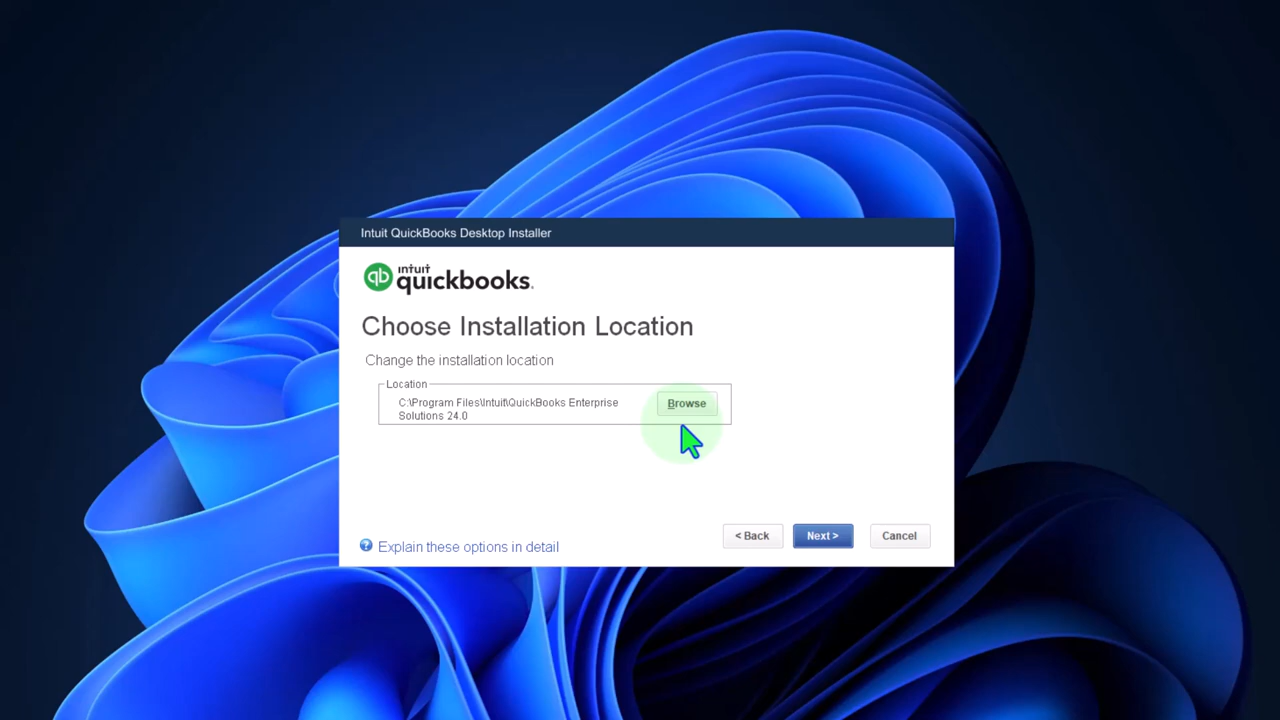 Intuit QuickBooks Desktop Installer
qb intuit quickbooks.
Choose Installation Location
Change the installation location
Location
C:\Program Files\Intuit\QuickBooks Enterprise
Solutions 24.0
Browse
< Back
Next >
Cancel
? Explain these options in detail